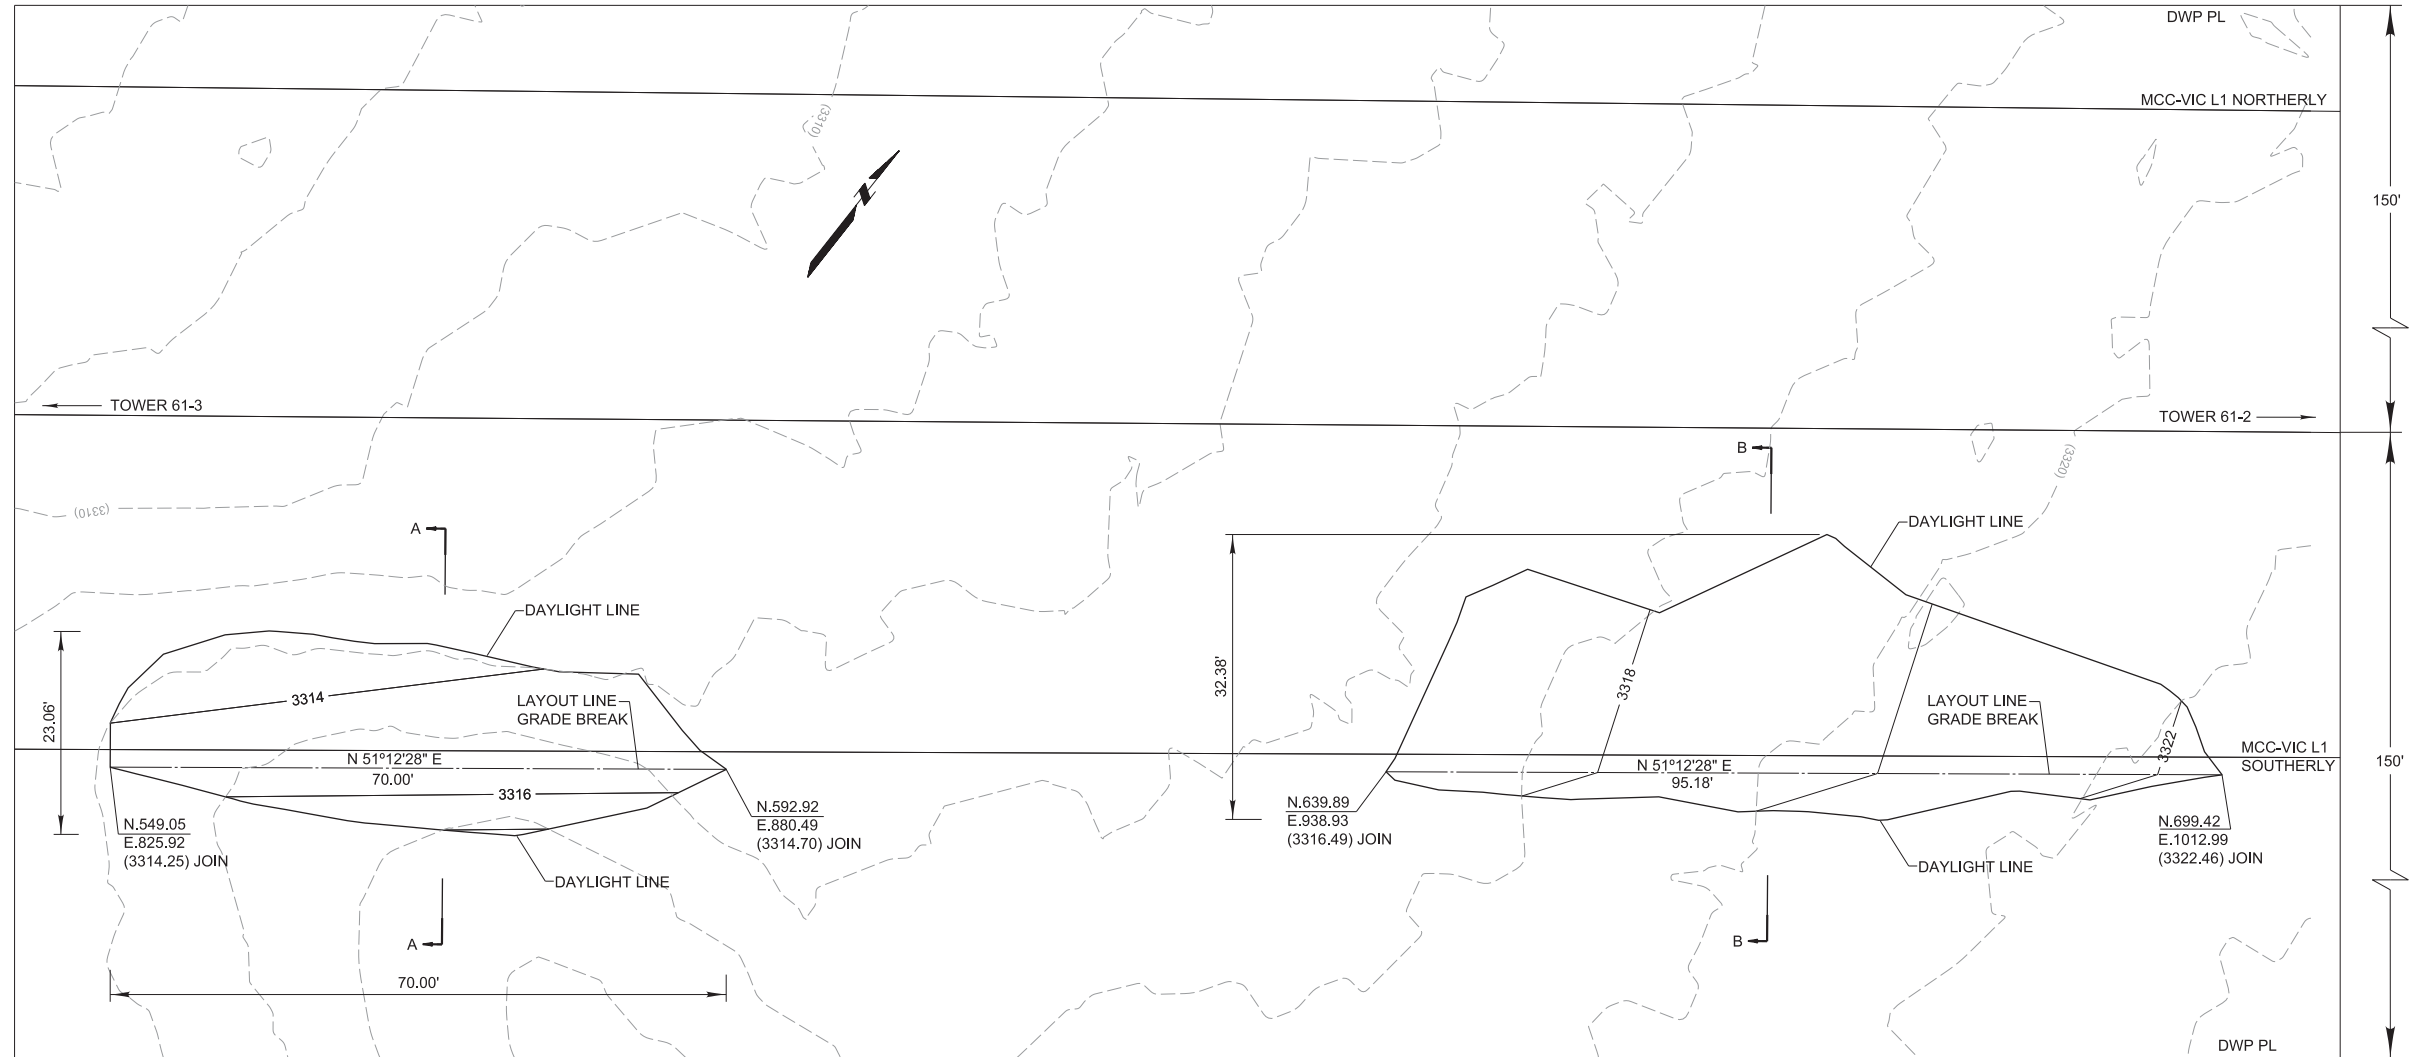 DWP PL
MCC-VIC L1 NORTHERLY
(3310)
N
150'
TOWER 61-3
TOWER 61-2
B
(3320)
(3310)
A
DAYLIGHT LINE
DAYLIGHT LINE
32.38'
3318
23.06'
3314
LAYOUT LINE
GRADE BREAK
LAYOUT LINE
GRADE BREAK
3322
MCC-VIC L1
SOUTHERLY
150'
N 51°12'28" E
70.00'
N 51°12'28" E
95.18'
3316
N.549.05
E.825.92
(3314.25) JOIN
N.592.92
E.880.49
(3314.70) JOIN
N.639.89
E.938.93
(3316.49) JOIN
N.699.42
E.1012.99
(3322.46) JOIN
DAYLIGHT LINE
DAYLIGHT LINE
A
B
70.00'
DWP PL